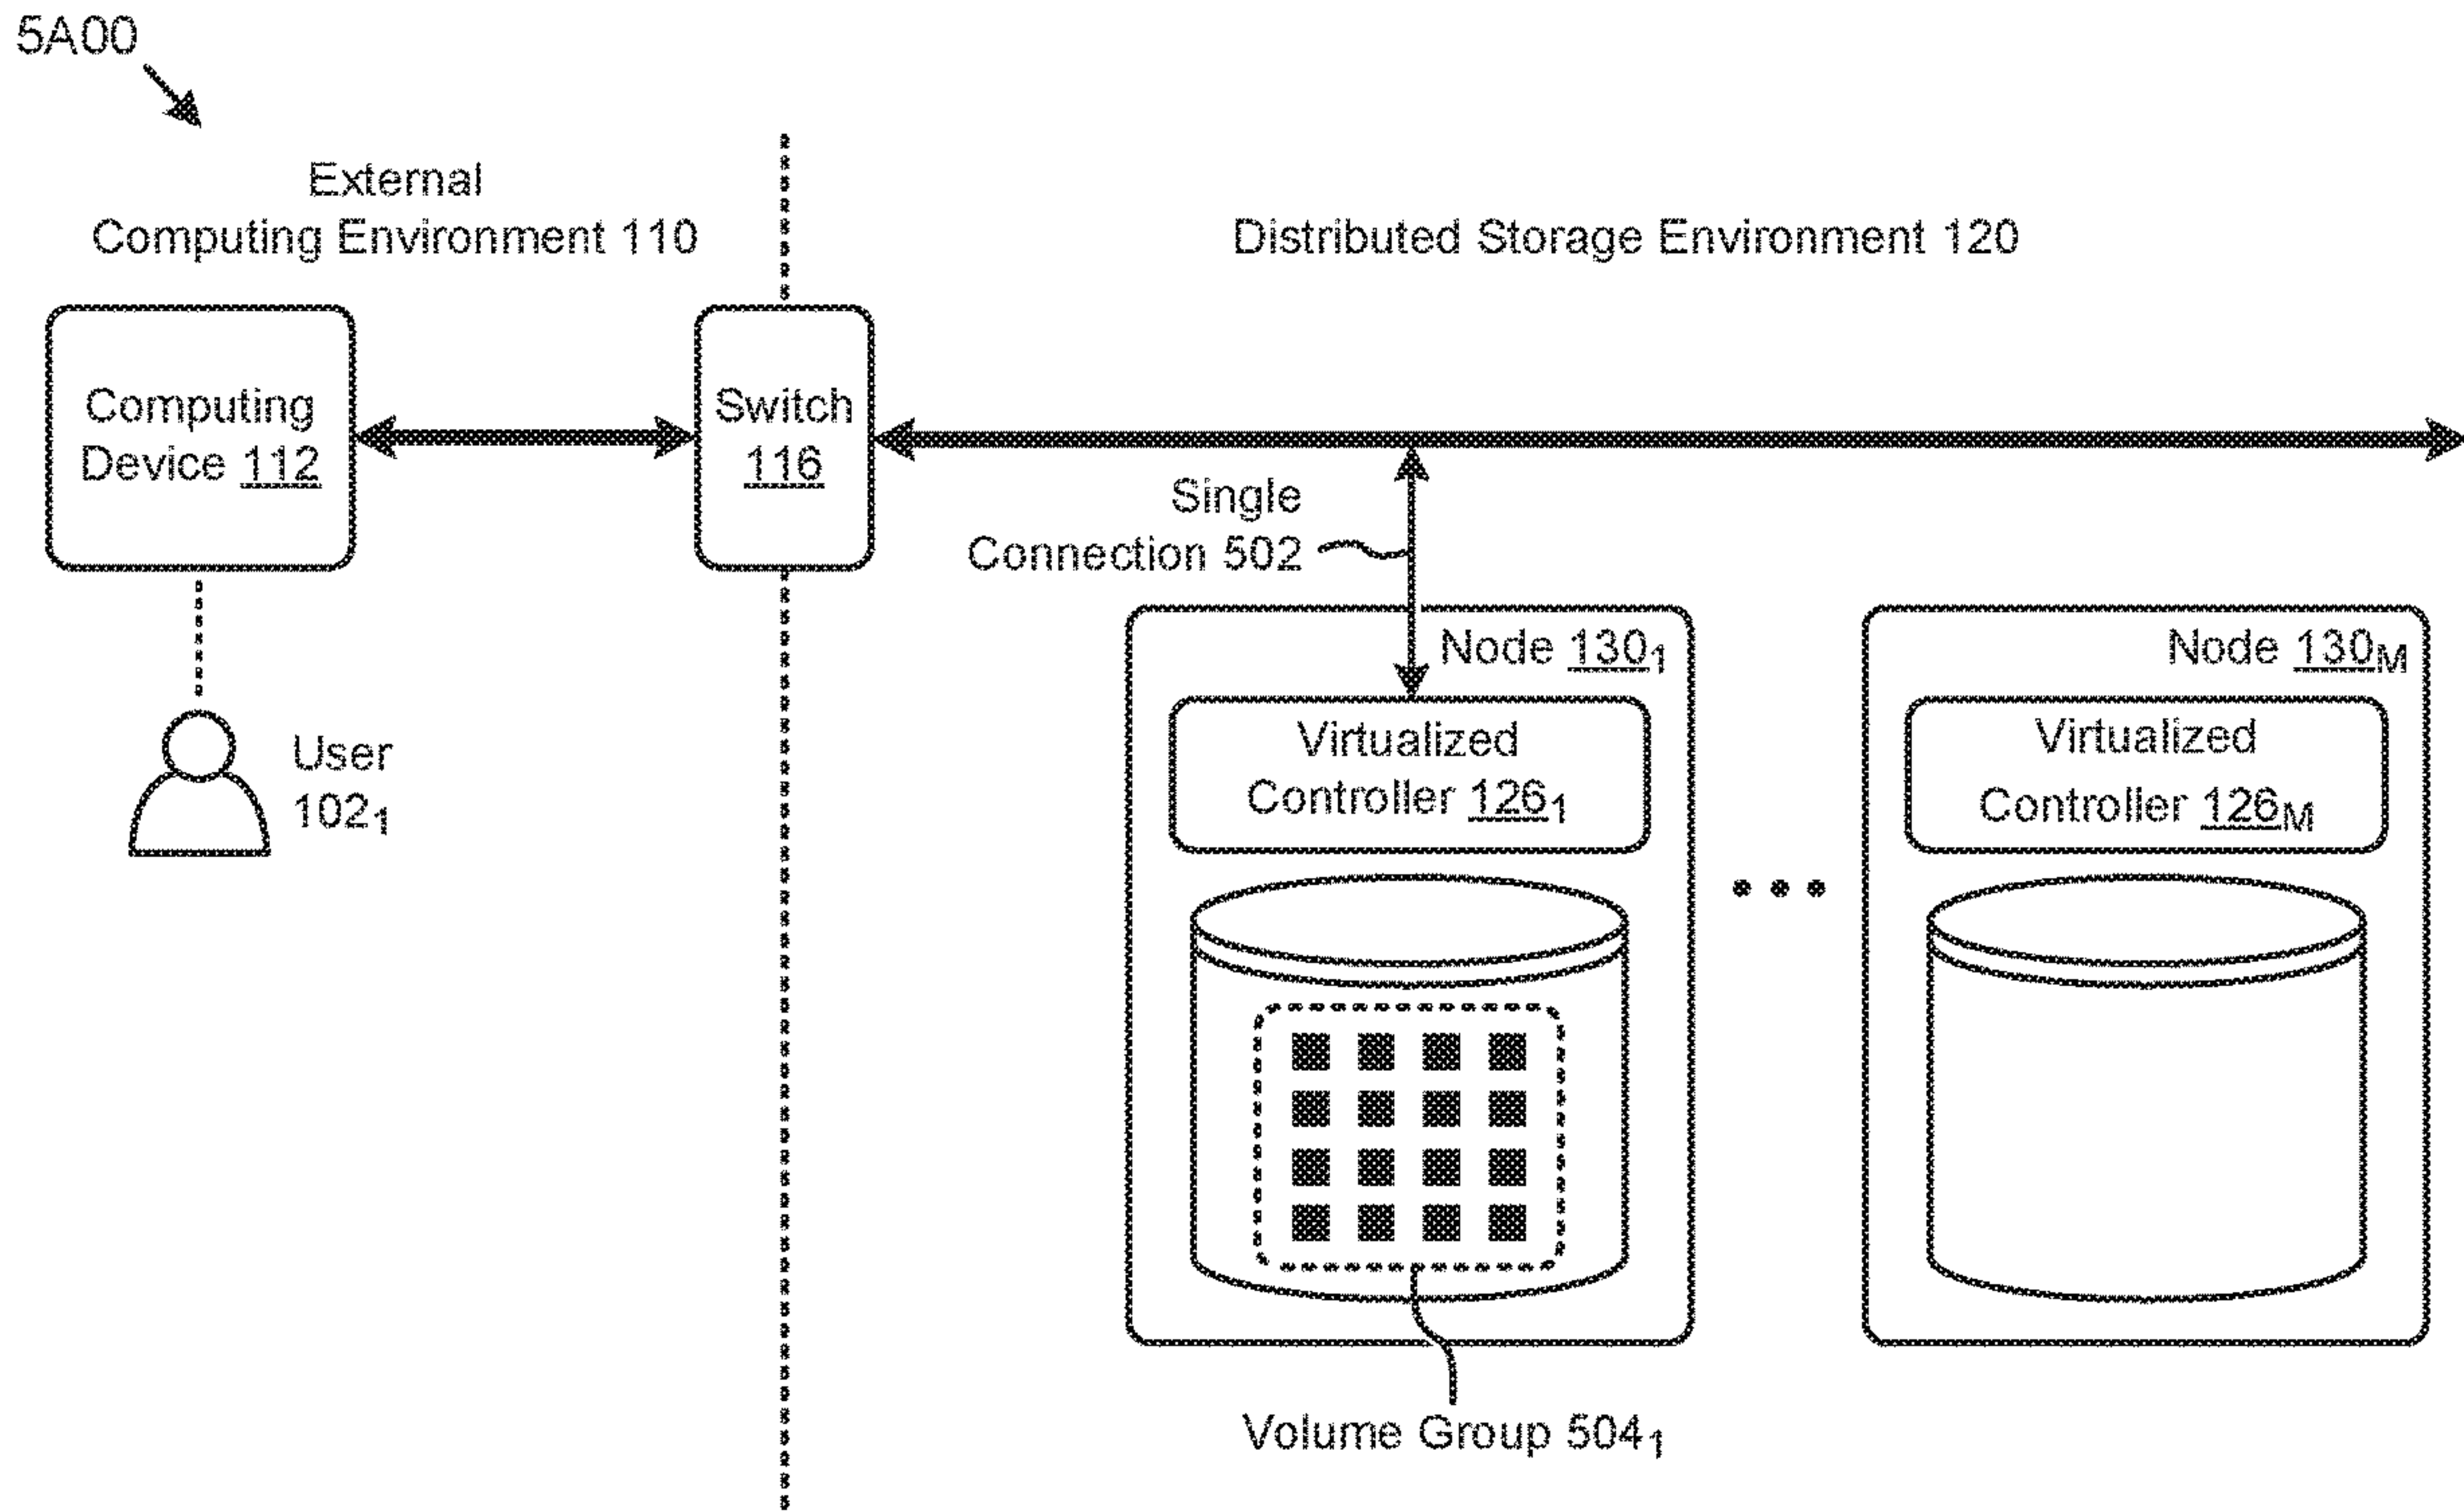 5A00
External
Computing Environment 110
Distributed Storage Environment 120
Computing
Device 112
Switch
116
Single
Connection 502
User
102₁
Node 130₁
Virtualized
Controller 126₁
Node 130M
Virtualized
Controller 126M
Volume Group 504₁